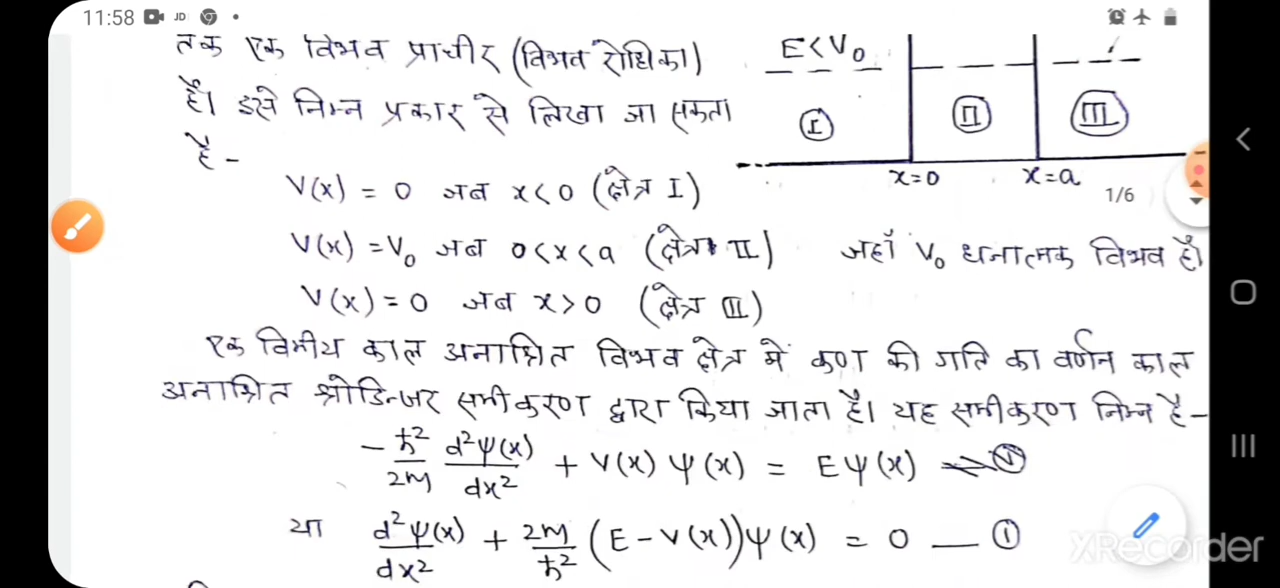 11:58 JD
तक एक विभव प्राचीर (विभव रोधिका)
E<V₀
है। इसे निम्न प्रकार से लिखा जा सकता
है -
I II III
x=0 x=a
1/6
V(x) = 0 जब x<0 (क्षेत्र I)
V(x) = V₀ जब 0<x<a (क्षेत्र II) जहाँ V₀ धनात्मक विभव है।
V(x) = 0 जब x>0 (क्षेत्र III)
एक विमीय काल अनाश्रित विभव क्षेत्र में कण की गति का वर्णन काल
अनाश्रित श्रोडिन्जर समीकरण द्वारा किया जाता है। यह समीकरण निम्न है-
-ħ²/2m d²ψ(x)/dx² + V(x) ψ(x) = Eψ(x)
या d²ψ(x)/dx² + 2m/ħ² (E-V(x))ψ(x) = 0 — ①
XRecorder